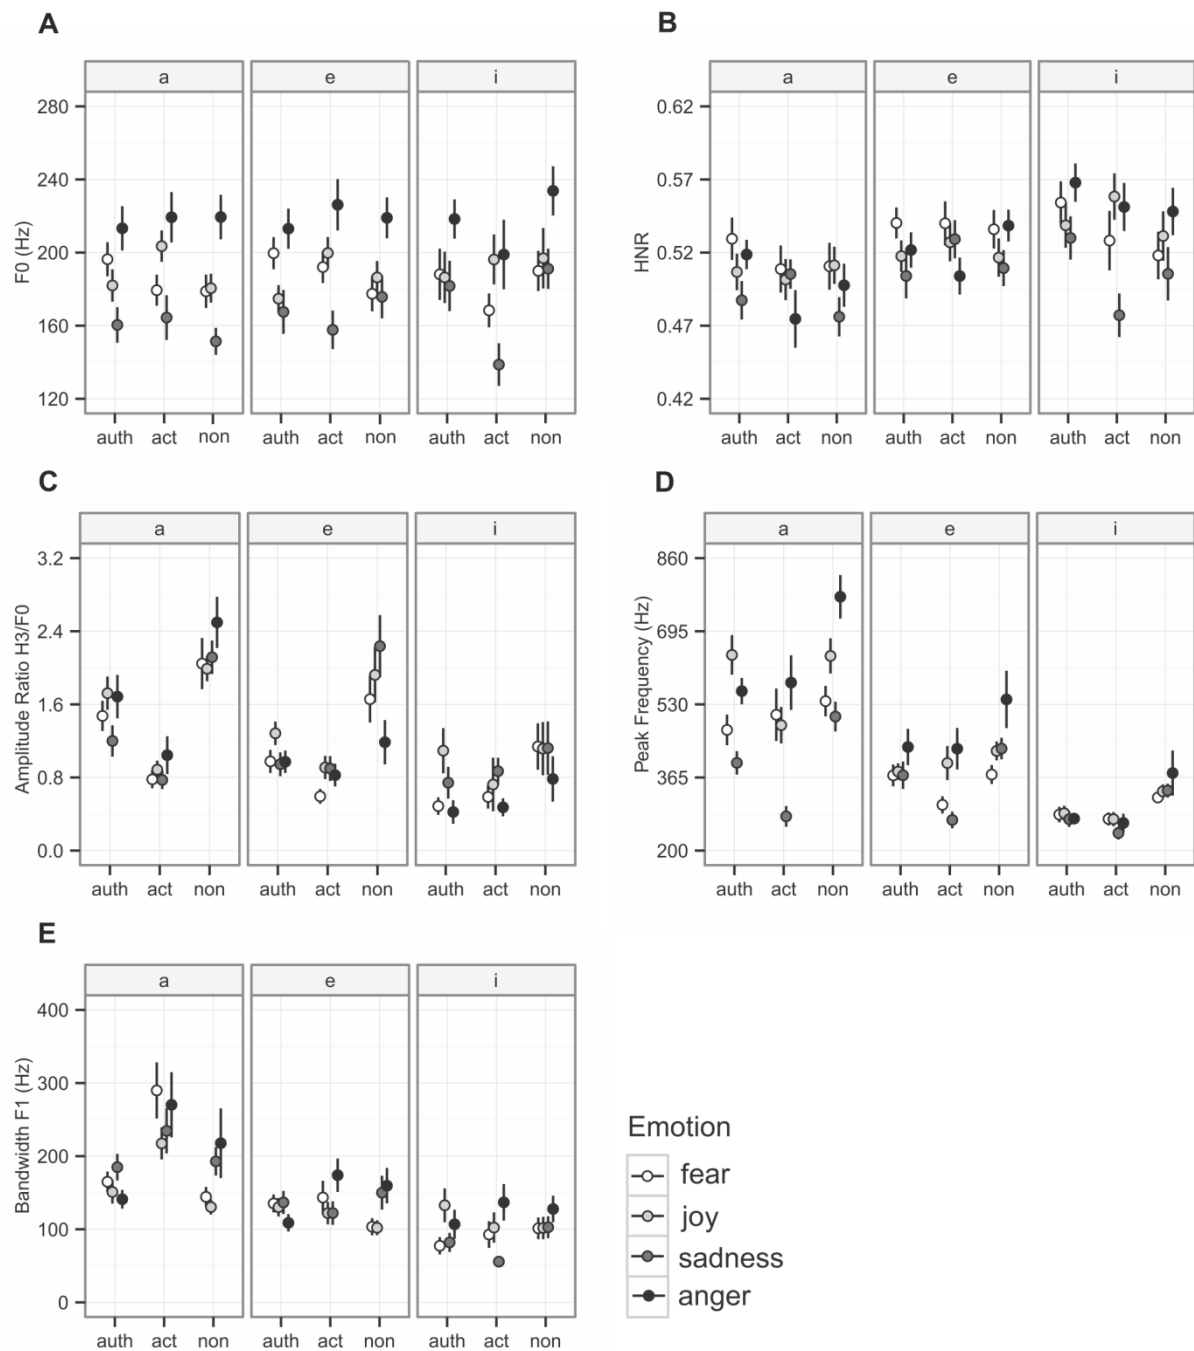 A
B
a e i
a e i
280
240
200
160
120
F0 (Hz)
0.62
0.57
0.52
0.47
0.42
HNR
auth act non auth act non auth act non
auth act non auth act non auth act non
C
D
a e i
a e i
3.2
2.4
1.6
0.8
0.0
Amplitude Ratio H3/F0
860
695
530
365
200
Peak Frequency (Hz)
auth act non auth act non auth act non
auth act non auth act non auth act non
E
a e i
400
300
200
100
0
Bandwidth F1 (Hz)
auth act non auth act non auth act non
Emotion
fear
joy
sadness
anger